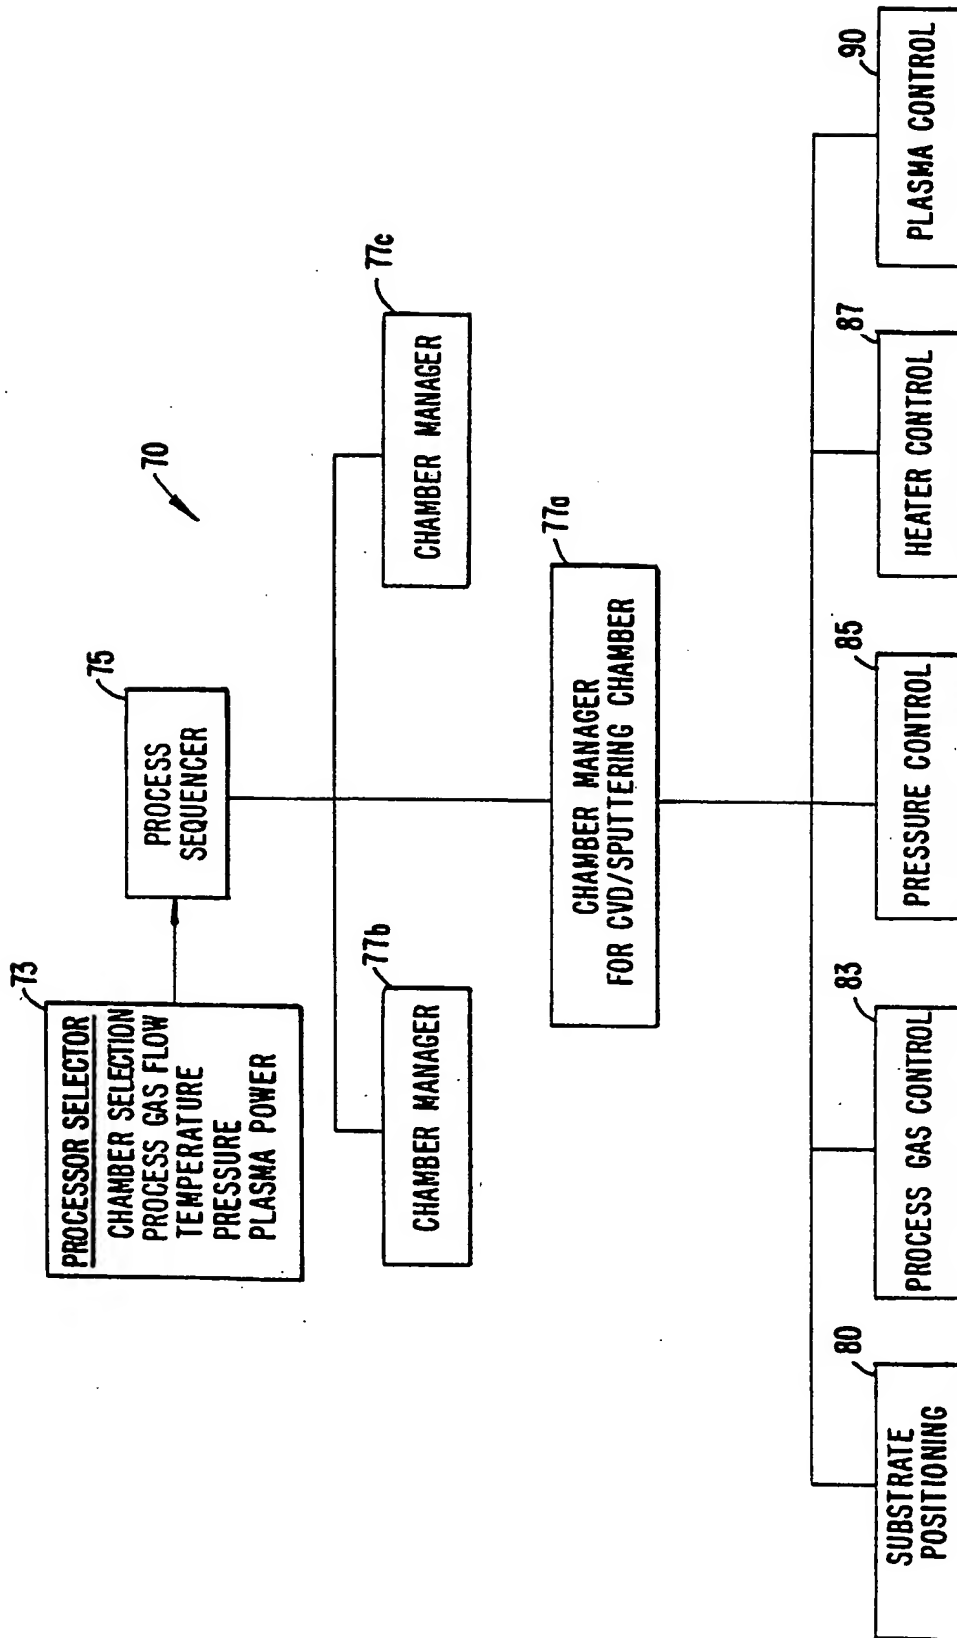 70
73
PROCESSOR SELECTOR
CHAMBER SELECTION
PROCESS GAS FLOW
TEMPERATURE
PRESSURE
PLASMA POWER
75
PROCESS
SEQUENCER
77b
CHAMBER MANAGER
77c
CHAMBER MANAGER
77a
CHAMBER MANAGER
FOR CVD/SPUTTERING CHAMBER
80
SUBSTRATE
POSITIONING
83
PROCESS GAS CONTROL
85
PRESSURE CONTROL
87
HEATER CONTROL
90
PLASMA CONTROL